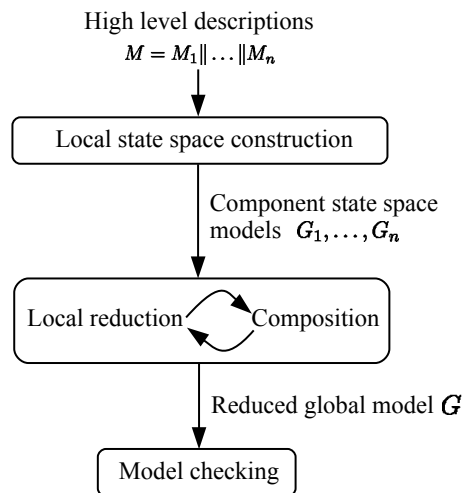 High level descriptions
M = M₁‖ … ‖Mₙ
Local state space construction
Component state space
models G₁, … , Gₙ
Local reduction Composition
Reduced global model G
Model checking